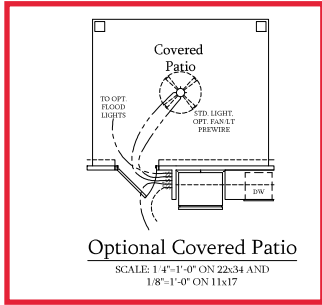 Covered
Patio
TO OPT.
FLOOD
LIGHTS
STD. LIGHT.
OPT. FAN/LT
PREWIRE
DW
Optional Covered Patio
SCALE: 1/4"=1'-0" ON 22x34 AND
1/8"=1'-0" ON 11x17